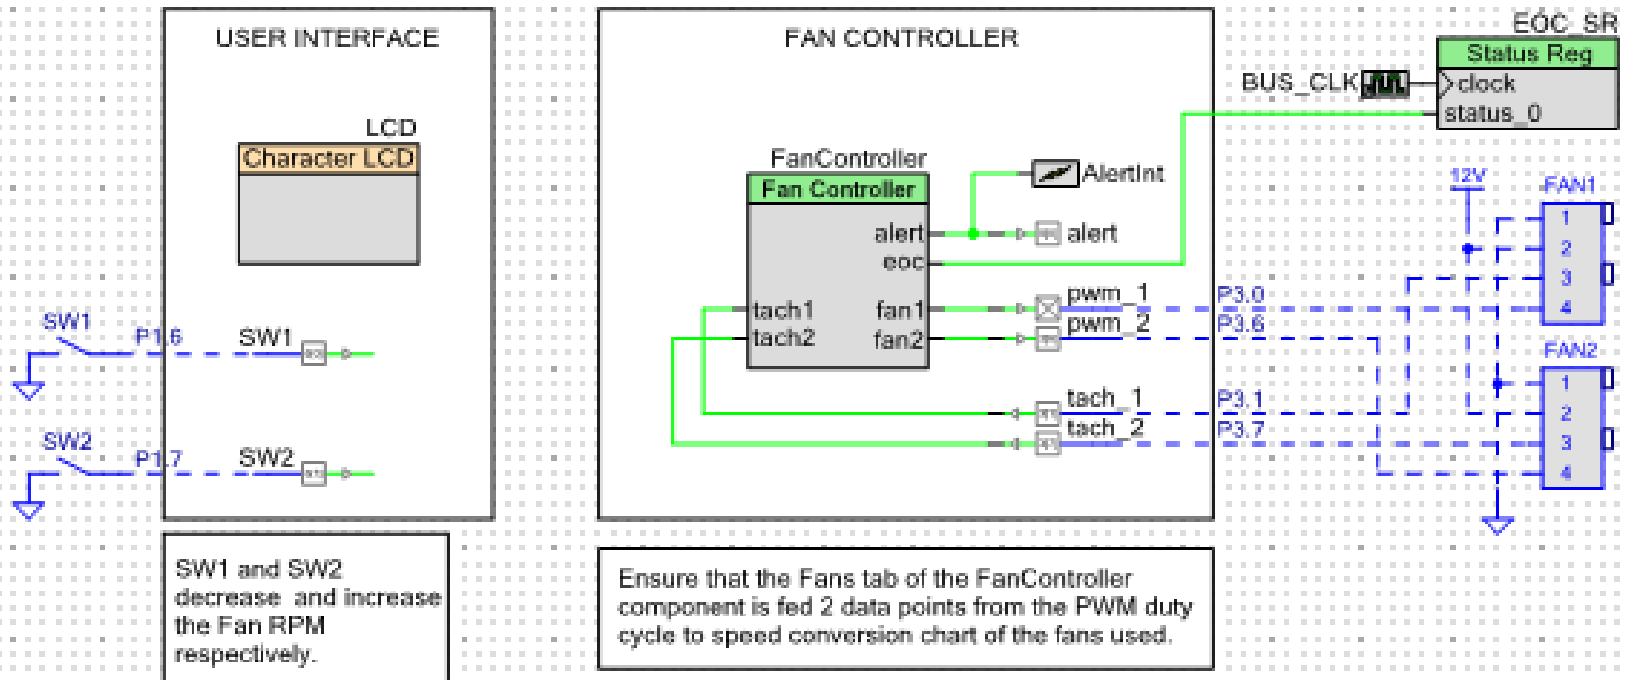 USER INTERFACE
LCD
Character LCD
SW1
P1.6
SW1
SW2
P1.7
SW2
SW1 and SW2
decrease and increase
the Fan RPM
respectively.
FAN CONTROLLER
FanController
Fan Controller
alert
eoc
tach1
tach2
fan1
fan2
AlertInt
alert
pwm_1
pwm_2
tach_1
tach_2
P3.0
P3.6
P3.1
P3.7
Ensure that the Fans tab of the FanController
component is fed 2 data points from the PWM duty
cycle to speed conversion chart of the fans used.
EOC_SR
Status Reg
BUS_CLK
clock
status_0
12V
FAN1
1
2
3
4
FAN2
1
2
3
4